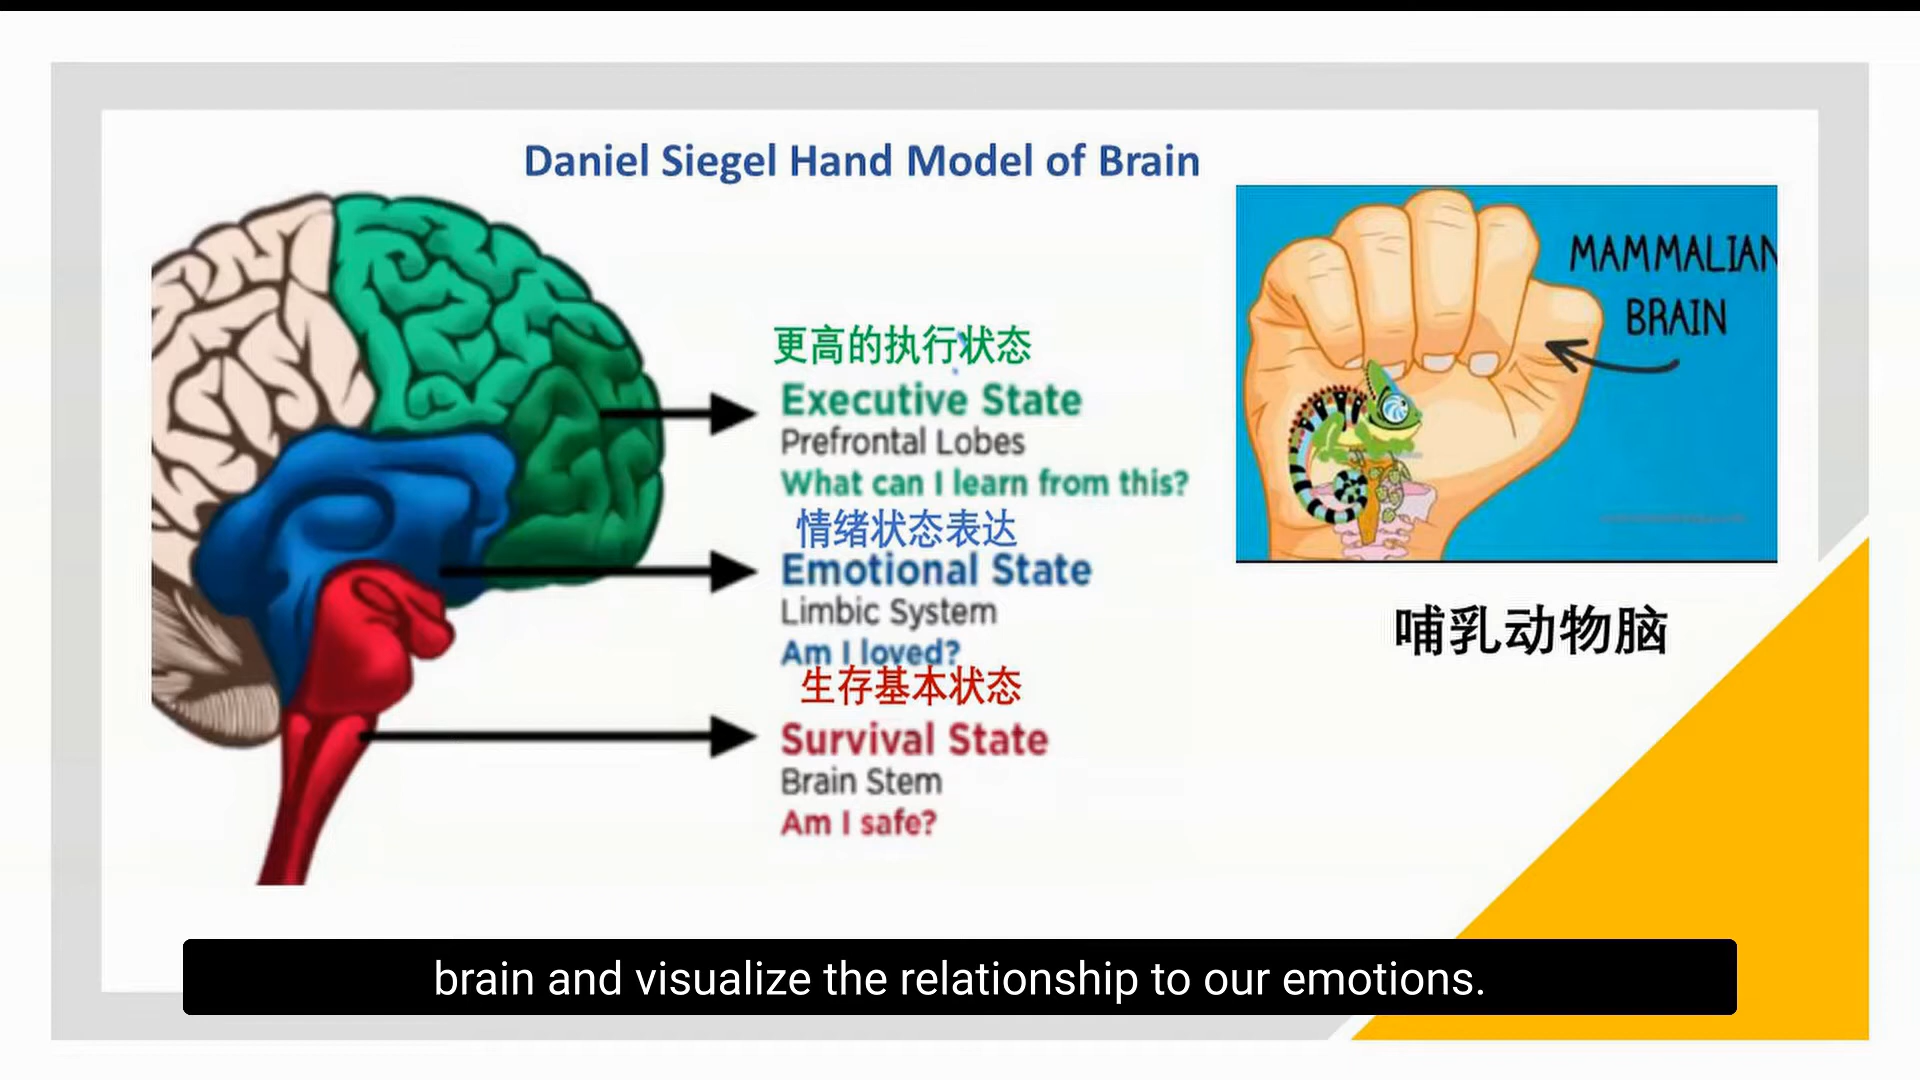 Daniel Siegel Hand Model of Brain
更高的执行状态
Executive State
Prefrontal Lobes
What can I learn from this?
情绪状态表达
Emotional State
Limbic System
Am I loved?
生存基本状态
Survival State
Brain Stem
Am I safe?
MAMMALIAN
BRAIN
哺乳动物脑
brain and visualize the relationship to our emotions.